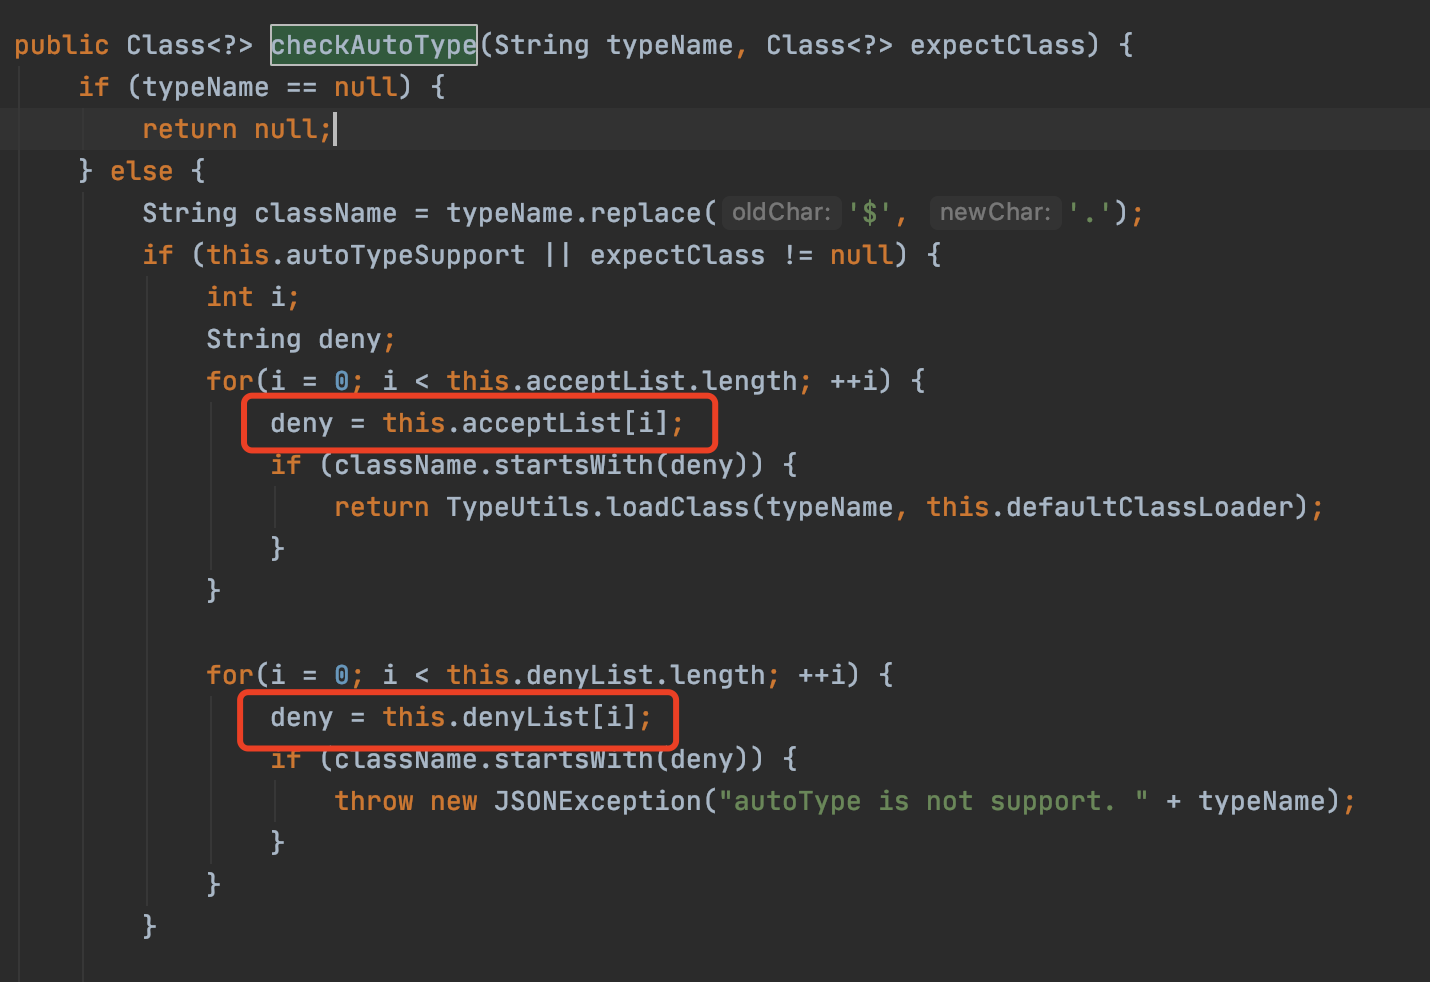 public Class<?> checkAutoType(String typeName, Class<?> expectClass) {
if (typeName == null) {
return null;
} else {
String className = typeName.replace( oldChar: '$', newChar: '.');
if (this.autoTypeSupport || expectClass != null) {
int i;
String deny;
for(i = 0; i < this.acceptList.length; ++i) {
deny = this.acceptList[i];
if (className.startsWith(deny)) {
return TypeUtils.loadClass(typeName, this.defaultClassLoader);
}
}
for(i = 0; i < this.denyList.length; ++i) {
deny = this.denyList[i];
if (className.startsWith(deny)) {
throw new JSONException("autoType is not support. " + typeName);
}
}
}